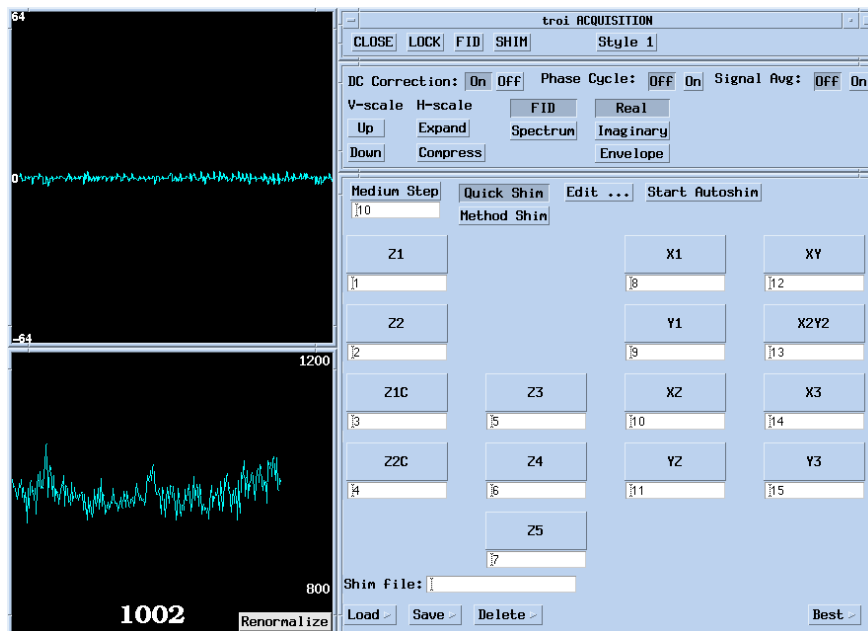 64
0
-64
1200
800
1002
Renormalize
troi ACQUISITION
CLOSE LOCK FID SHIM Style 1
DC Correction: On Off Phase Cycle: Off On Signal Avg: Off On
V-scale H-scale FID Real
Up Expand Spectrum Imaginary
Down Compress Envelope
Medium Step Quick Shim Edit ... Start Autoshim
10 Method Shim
Z1 X1 XY
1 8 12
Z2 Y1 X2Y2
2 9 13
Z1C Z3 XZ X3
3 5 10 14
Z2C Z4 YZ Y3
4 6 11 15
Z5
7
Shim file:
Load Save Delete Best